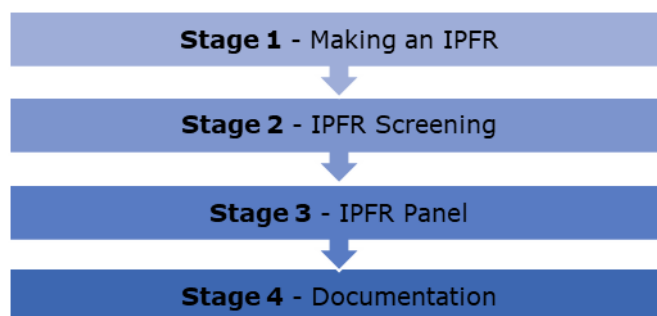 Stage 1 - Making an IPFR
Stage 2 - IPFR Screening
Stage 3 - IPFR Panel
Stage 4 - Documentation